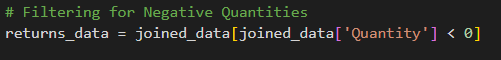 # Filtering for Negative Quantities
returns_data = joined_data[joined_data['Quantity'] < 0]